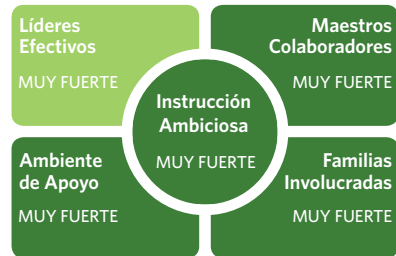 Líderes
Efectivos
MUY FUERTE
Maestros
Colaboradores
MUY FUERTE
Instrucción
Ambiciosa
MUY FUERTE
Ambiente
de Apoyo
MUY FUERTE
Familias
Involucradas
MUY FUERTE